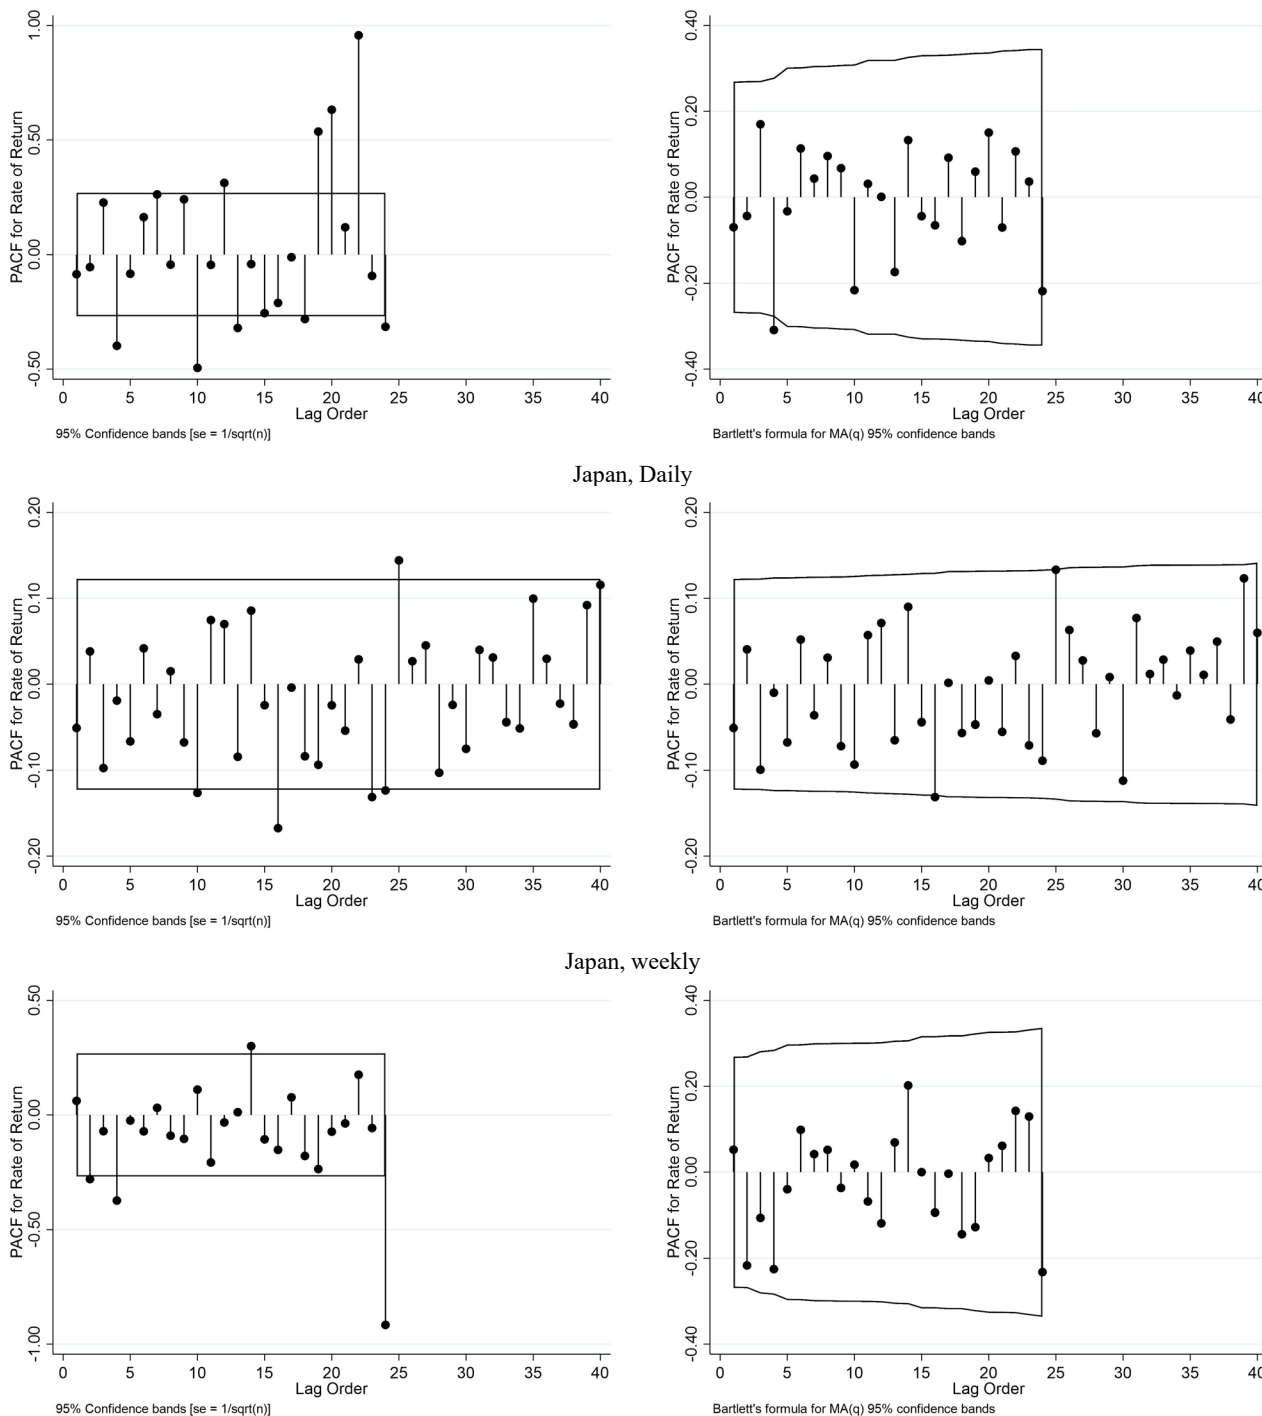 PACF for Rate of Return
1.00
0.50
0.00
-0.50
0 5 10 15 20 25 30 35 40
Lag Order
95% Confidence bands [se = 1/sqrt(n)]
PACF for Rate of Return
0.40
0.20
0.00
-0.20
-0.40
0 5 10 15 20 25 30 35 40
Lag Order
Bartlett's formula for MA(q) 95% confidence bands
Japan, Daily
PACF for Rate of Return
0.20
0.10
0.00
-0.10
-0.20
0 5 10 15 20 25 30 35 40
Lag Order
95% Confidence bands [se = 1/sqrt(n)]
PACF for Rate of Return
0.20
0.10
0.00
-0.10
-0.20
0 5 10 15 20 25 30 35 40
Lag Order
Bartlett's formula for MA(q) 95% confidence bands
Japan, weekly
PACF for Rate of Return
0.50
0.00
-0.50
-1.00
0 5 10 15 20 25 30 35 40
Lag Order
95% Confidence bands [se = 1/sqrt(n)]
PACF for Rate of Return
0.40
0.20
0.00
-0.20
-0.40
0 5 10 15 20 25 30 35 40
Lag Order
Bartlett's formula for MA(q) 95% confidence bands